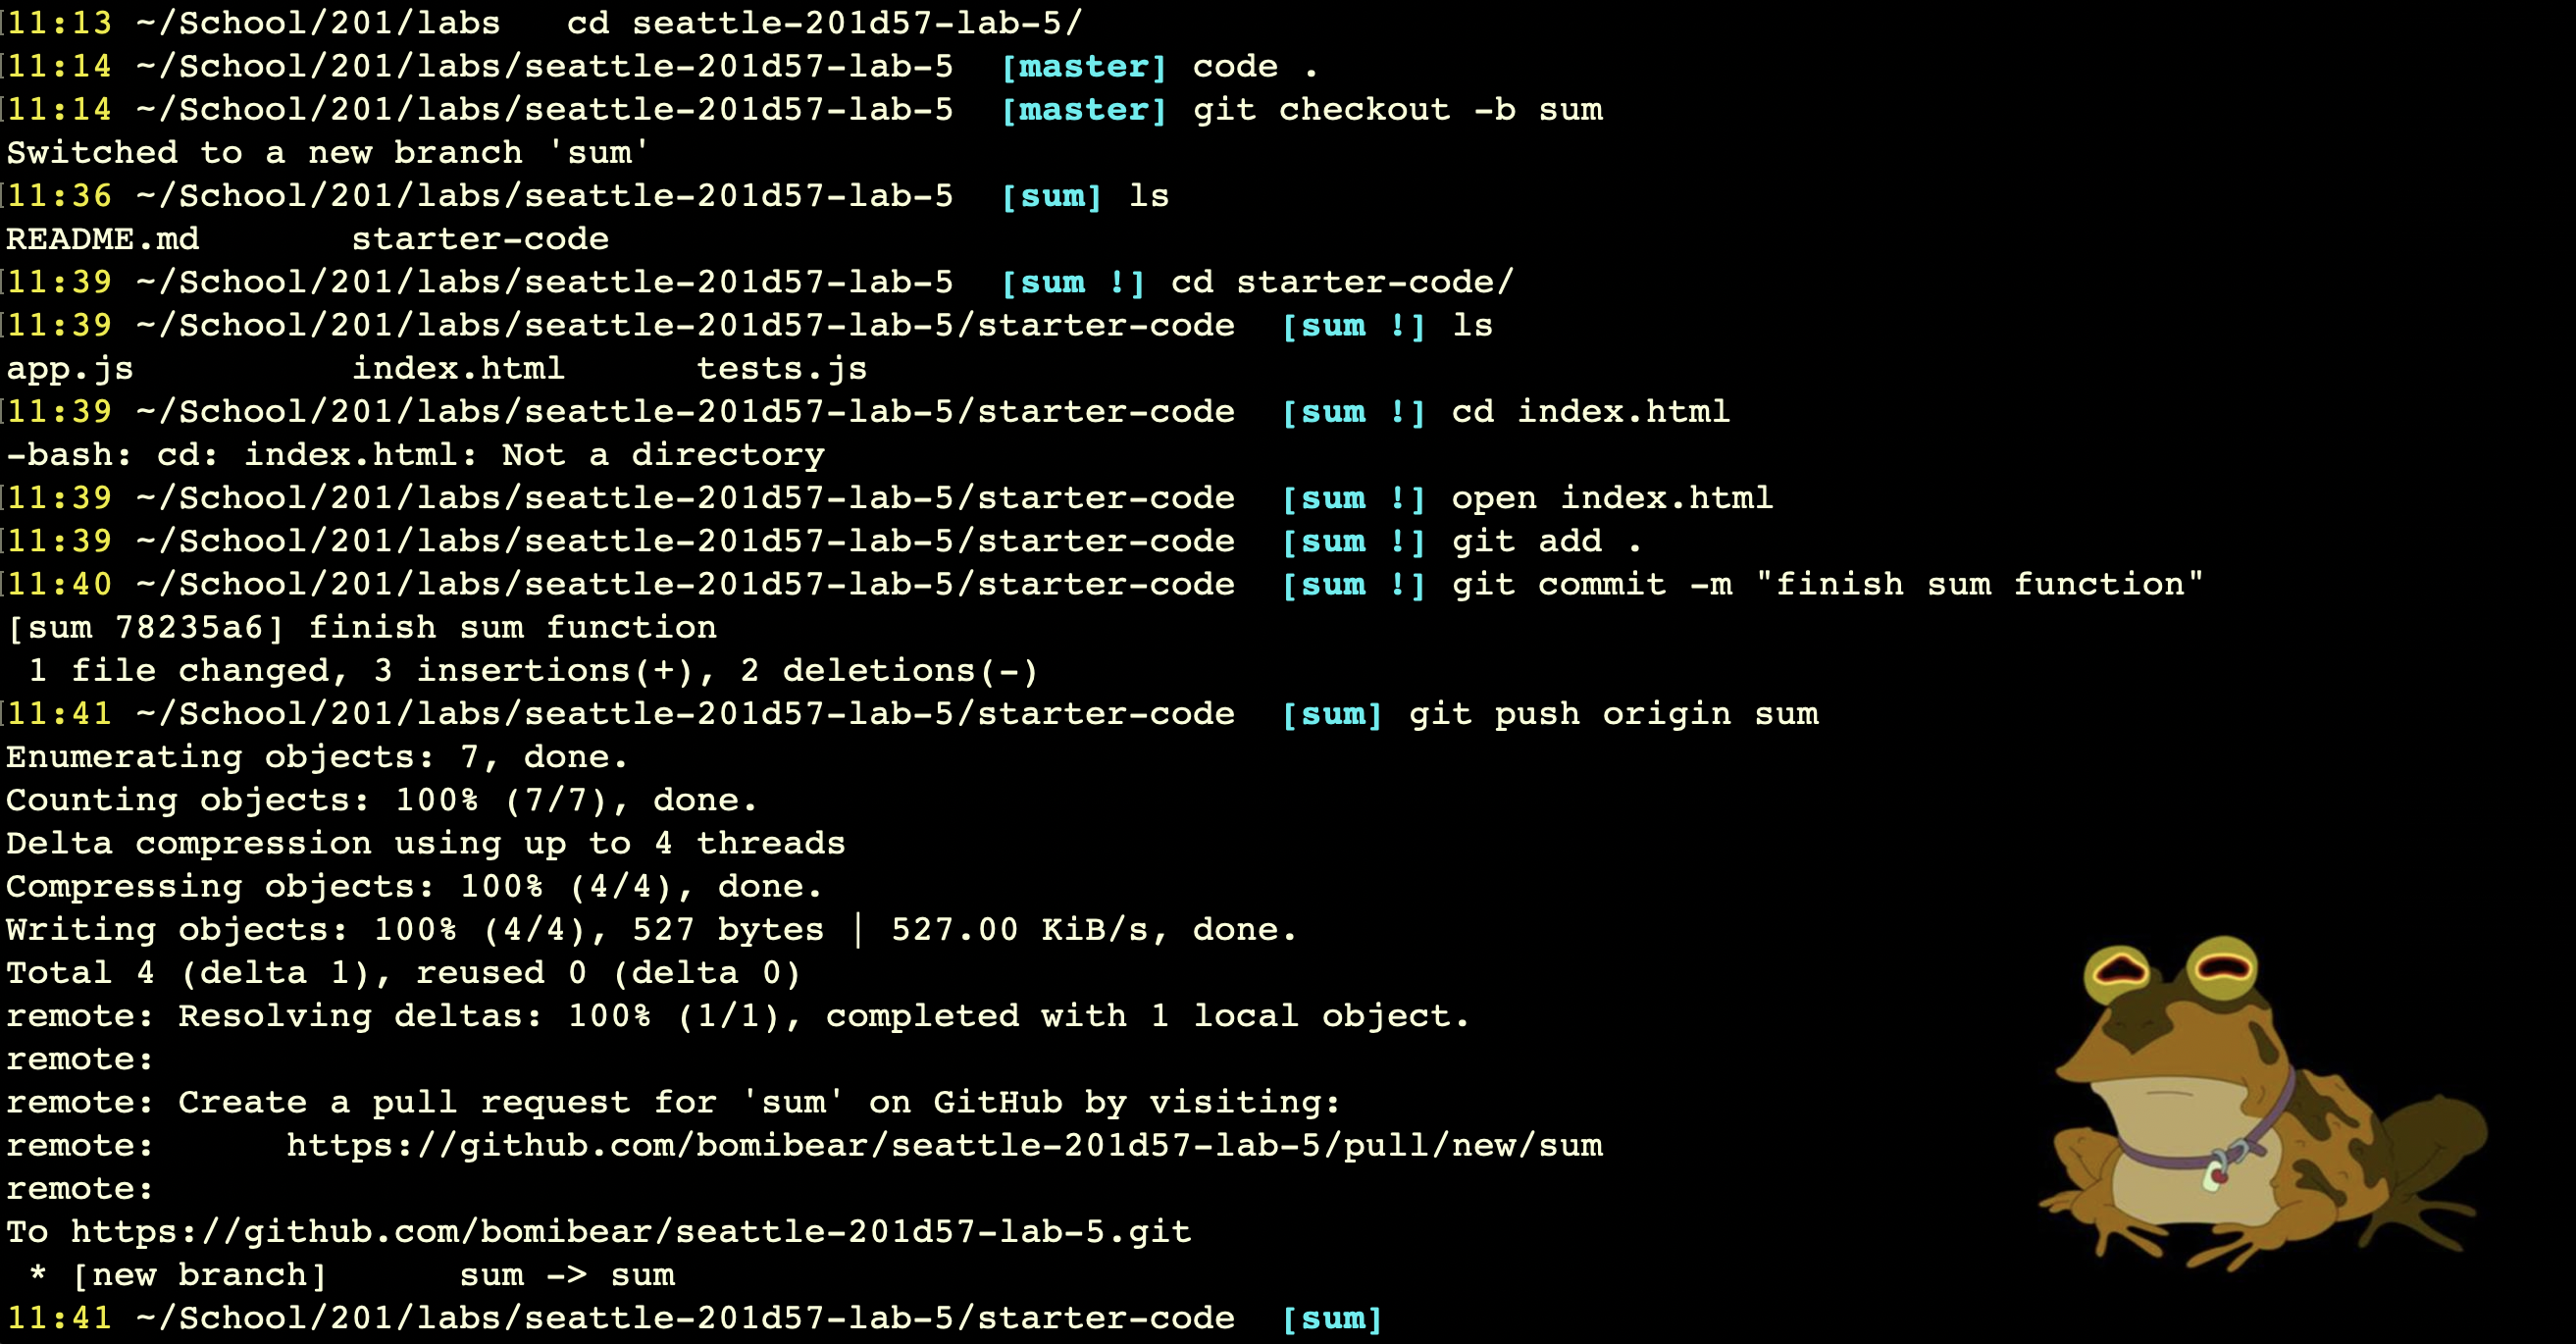 11:13 ~/School/201/labs   cd seattle-201d57-lab-5/
11:14 ~/School/201/labs/seattle-201d57-lab-5  [master] code .
11:14 ~/School/201/labs/seattle-201d57-lab-5  [master] git checkout -b sum
Switched to a new branch 'sum'
11:36 ~/School/201/labs/seattle-201d57-lab-5  [sum] ls
README.md       starter-code
11:39 ~/School/201/labs/seattle-201d57-lab-5  [sum !] cd starter-code/
11:39 ~/School/201/labs/seattle-201d57-lab-5/starter-code  [sum !] ls
app.js          index.html      tests.js
11:39 ~/School/201/labs/seattle-201d57-lab-5/starter-code  [sum !] cd index.html
-bash: cd: index.html: Not a directory
11:39 ~/School/201/labs/seattle-201d57-lab-5/starter-code  [sum !] open index.html
11:39 ~/School/201/labs/seattle-201d57-lab-5/starter-code  [sum !] git add .
11:40 ~/School/201/labs/seattle-201d57-lab-5/starter-code  [sum !] git commit -m "finish sum function"
[sum 78235a6] finish sum function
 1 file changed, 3 insertions(+), 2 deletions(-)
11:41 ~/School/201/labs/seattle-201d57-lab-5/starter-code  [sum] git push origin sum
Enumerating objects: 7, done.
Counting objects: 100% (7/7), done.
Delta compression using up to 4 threads
Compressing objects: 100% (4/4), done.
Writing objects: 100% (4/4), 527 bytes | 527.00 KiB/s, done.
Total 4 (delta 1), reused 0 (delta 0)
remote: Resolving deltas: 100% (1/1), completed with 1 local object.
remote:
remote: Create a pull request for 'sum' on GitHub by visiting:
remote:      https://github.com/bomibear/seattle-201d57-lab-5/pull/new/sum
remote:
To https://github.com/bomibear/seattle-201d57-lab-5.git
 * [new branch]      sum -> sum
11:41 ~/School/201/labs/seattle-201d57-lab-5/starter-code  [sum]